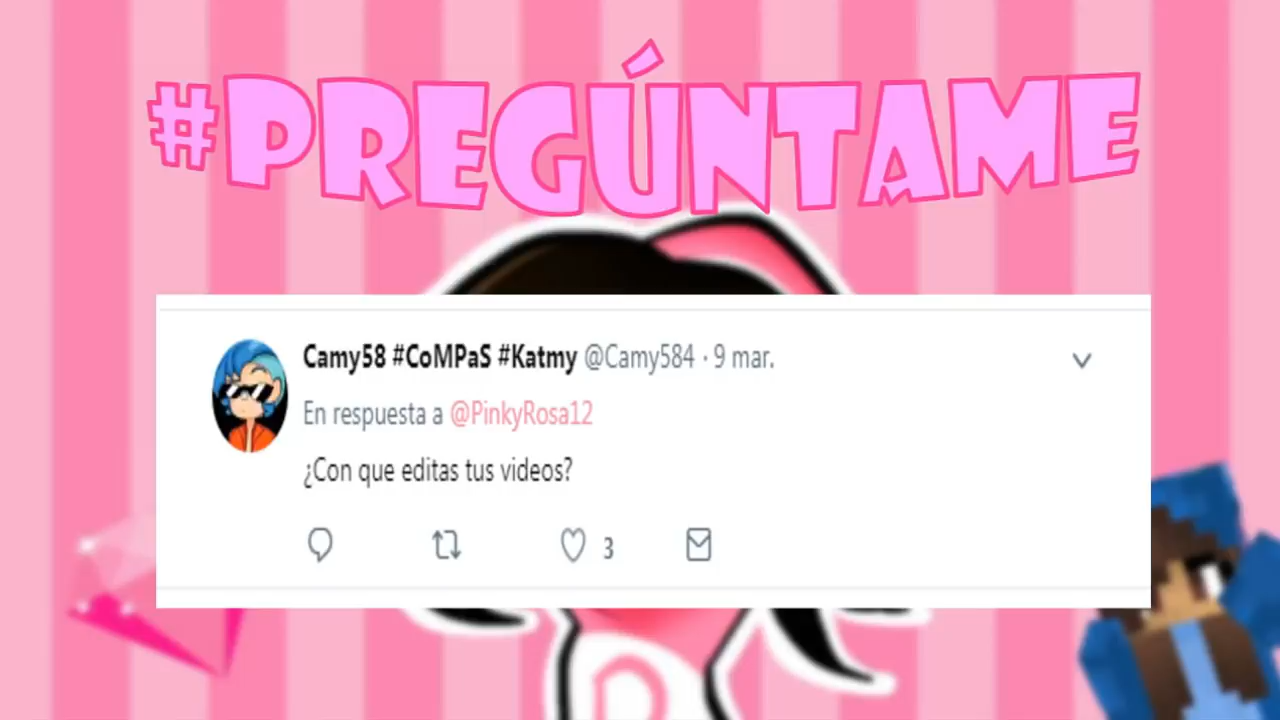 #PREGÚNTAME
Camy58 #CoMPaS #Katmy @Camy584 · 9 mar.
En respuesta a @PinkyRosa12
¿Con que editas tus videos?
3